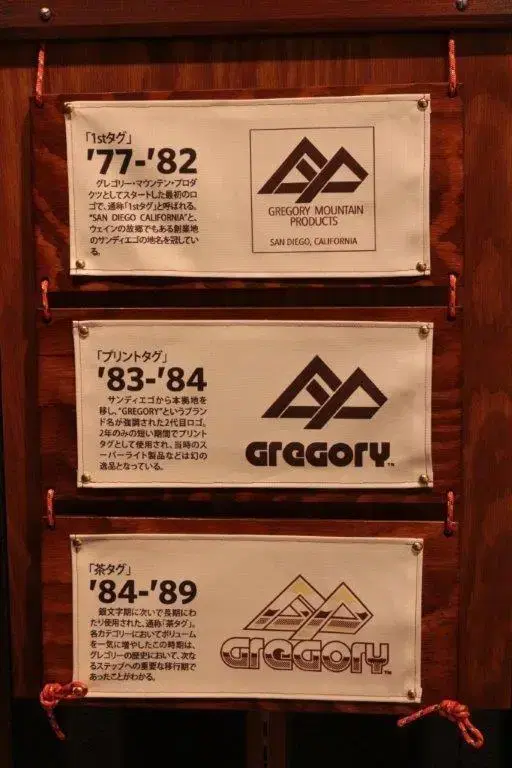 「1stタグ」
'77-'82
グレゴリー・マウンテン・プロダ
クツとしてスタートした最初のロ
ゴで、通称「1stタグ」と呼ばれる。
"SAN DIEGO CALIFORNIA"と、
ウェインの故郷でもある創業地
のサンディエゴの地名を冠してい
る。
GREGORY MOUNTAIN
PRODUCTS
SAN DIEGO, CALIFORNIA
「プリントタグ」
'83-'84
サンディエゴから本拠地を
移し、"GREGORY"というブラン
ド名が強調された2代目ロゴ。
2年のみの短い期間でプリント
タグとして使用され、当時のス
ーパーライト製品などは幻の
逸品となっている。
GREGORY™
「茶タグ」
'84-'89
銀文字期に次いで長期にわ
たり使用された、通称「茶タグ」。
各カテゴリーにおいてボリューム
を一気に増やしたこの時期は、
グレゴリーの歴史において、次な
るステップへの重要な移行期で
あったことがわかる。
GREGORY™